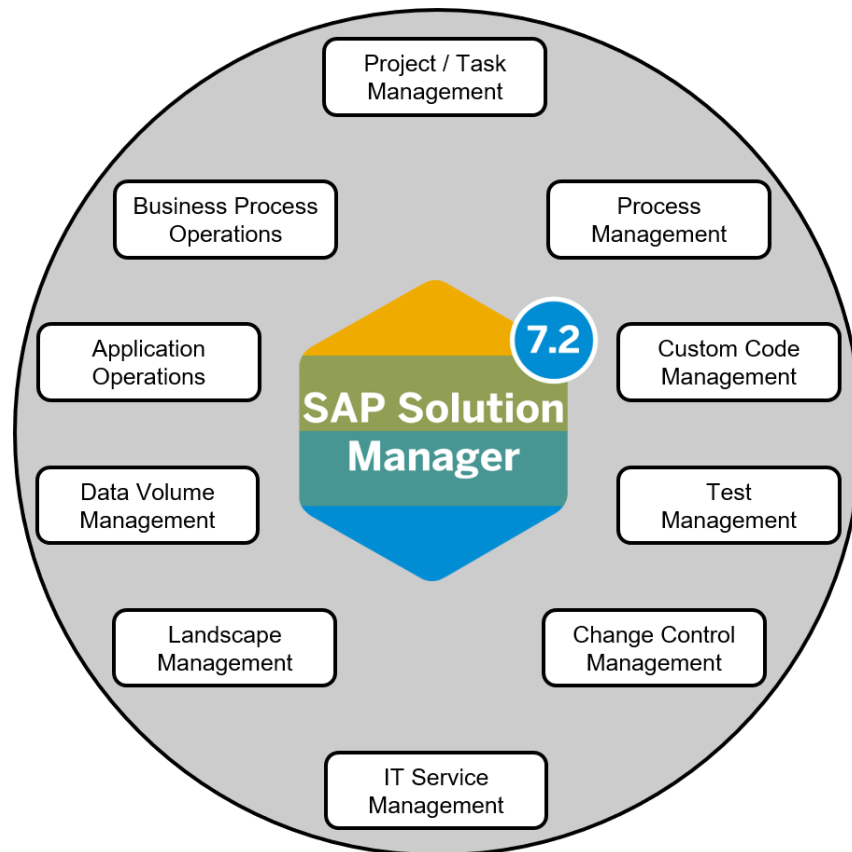 Project / Task
Management
Business Process
Operations
Process
Management
7.2
Application
Operations
SAP Solution
Manager
Custom Code
Management
Data Volume
Management
Test
Management
Landscape
Management
Change Control
Management
IT Service
Management